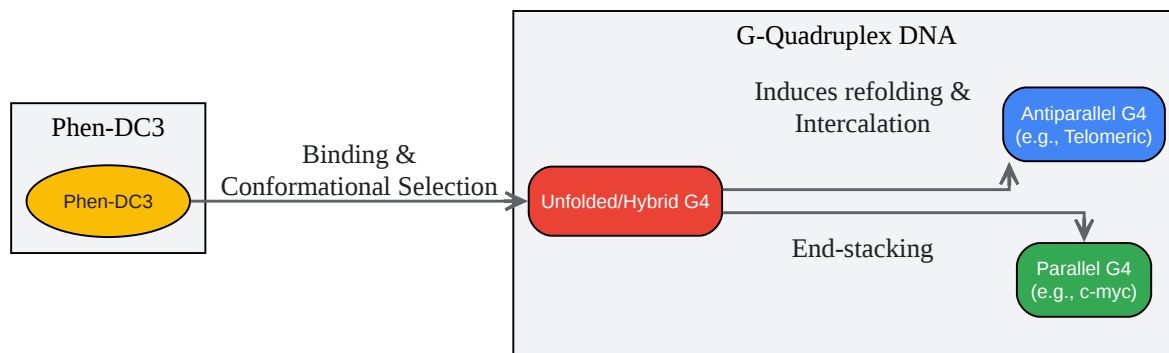 G-Quadruplex DNA
Phen-DC3
Phen-DC3
Binding &
Conformational Selection
Unfolded/Hybrid G4
Induces refolding &
Intercalation
Antiparallel G4
(e.g., Telomeric)
End-stacking
Parallel G4
(e.g., c-myc)